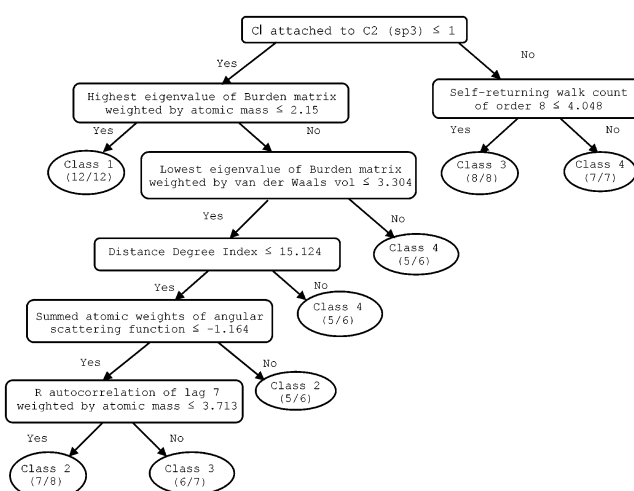 Cl attached to C2 (sp3) ≤ 1
Yes
No
Highest eigenvalue of Burden matrix
weighted by atomic mass ≤ 2.15
Self-returning walk count
of order 8 ≤ 4.048
Yes
No
Yes
No
Class 1
(12/12)
Lowest eigenvalue of Burden matrix
weighted by van der Waals vol ≤ 3.304
Class 3
(8/8)
Class 4
(7/7)
Yes
No
Distance Degree Index ≤ 15.124
Class 4
(5/6)
Yes
No
Summed atomic weights of angular
scattering function ≤ -1.164
Class 4
(5/6)
Yes
No
R autocorrelation of lag 7
weighted by atomic mass ≤ 3.713
Class 2
(5/6)
Yes
No
Class 2
(7/8)
Class 3
(6/7)